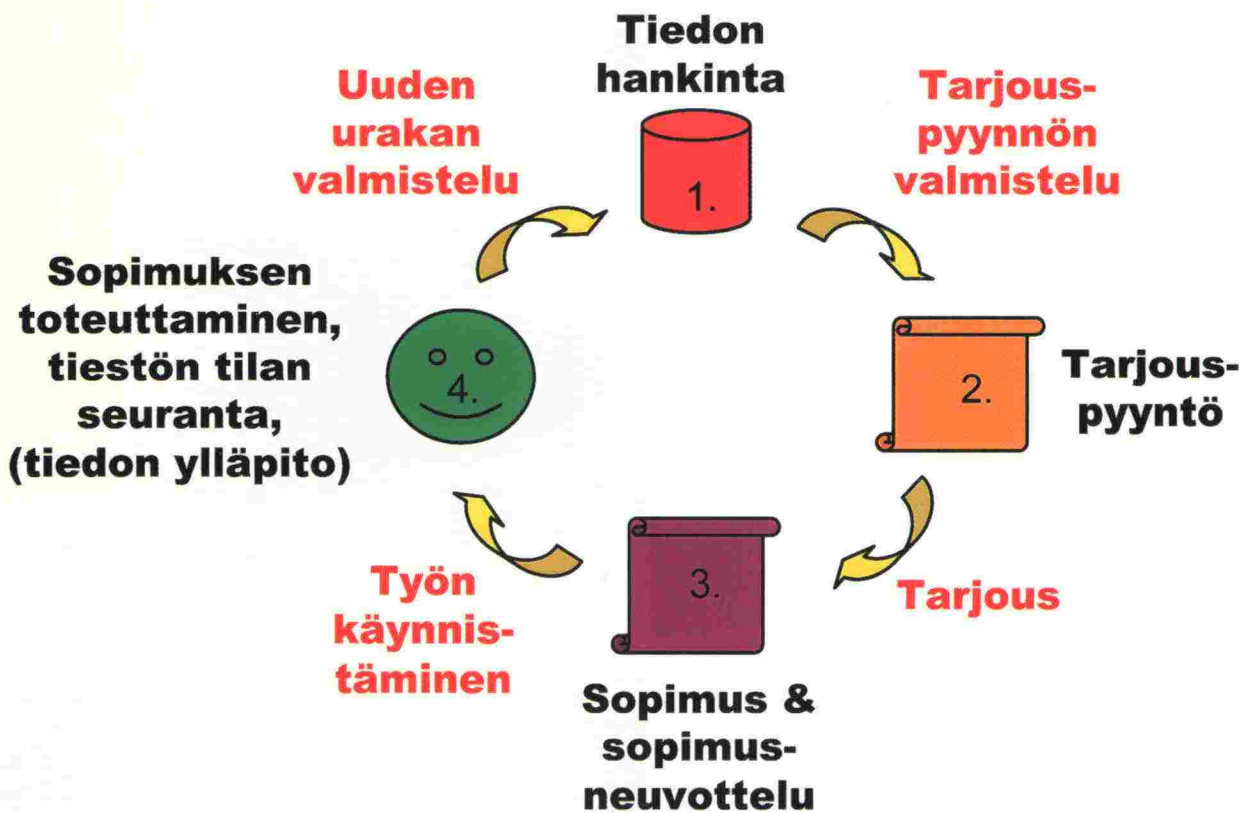 Tiedon
hankinta
1.
Tarjous-
pyynnön
valmistelu
2.
Tarjous-
pyyntö
Tarjous
3.
Sopimus &
sopimus-
neuvottelu
Työn
käynnis-
täminen
4.
Sopimuksen
toteuttaminen,
tiestön tilan
seuranta,
(tiedon ylläpito)
Uuden
urakan
valmistelu